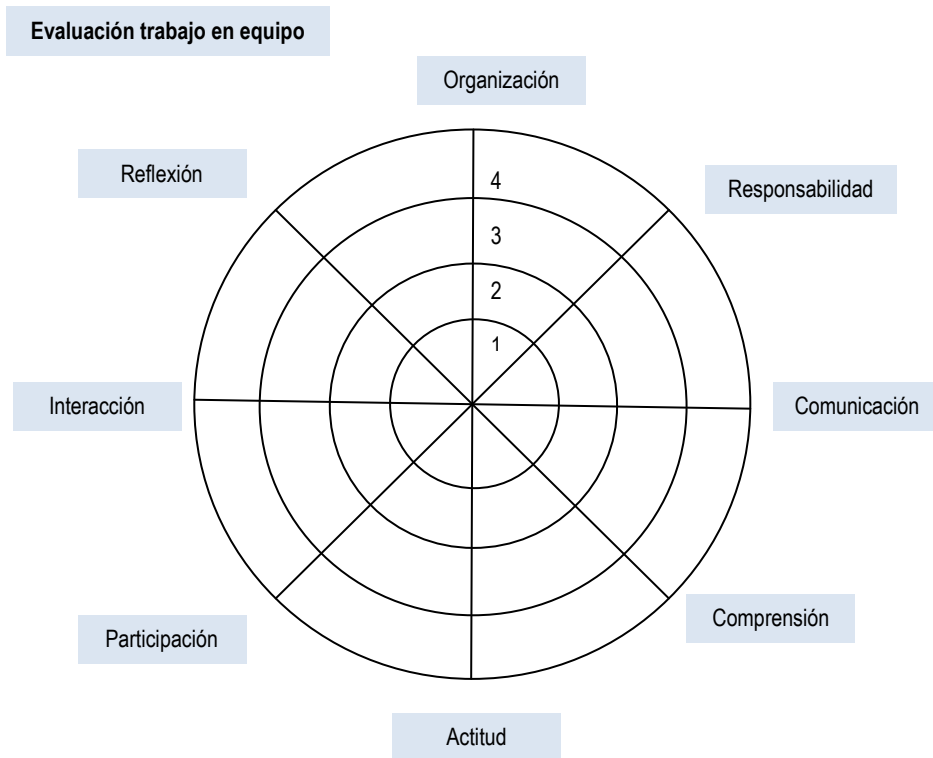 Evaluación trabajo en equipo
Organización
Reflexión
4
Responsabilidad
3
2
1
Interacción
Comunicación
Comprensión
Participación
Actitud